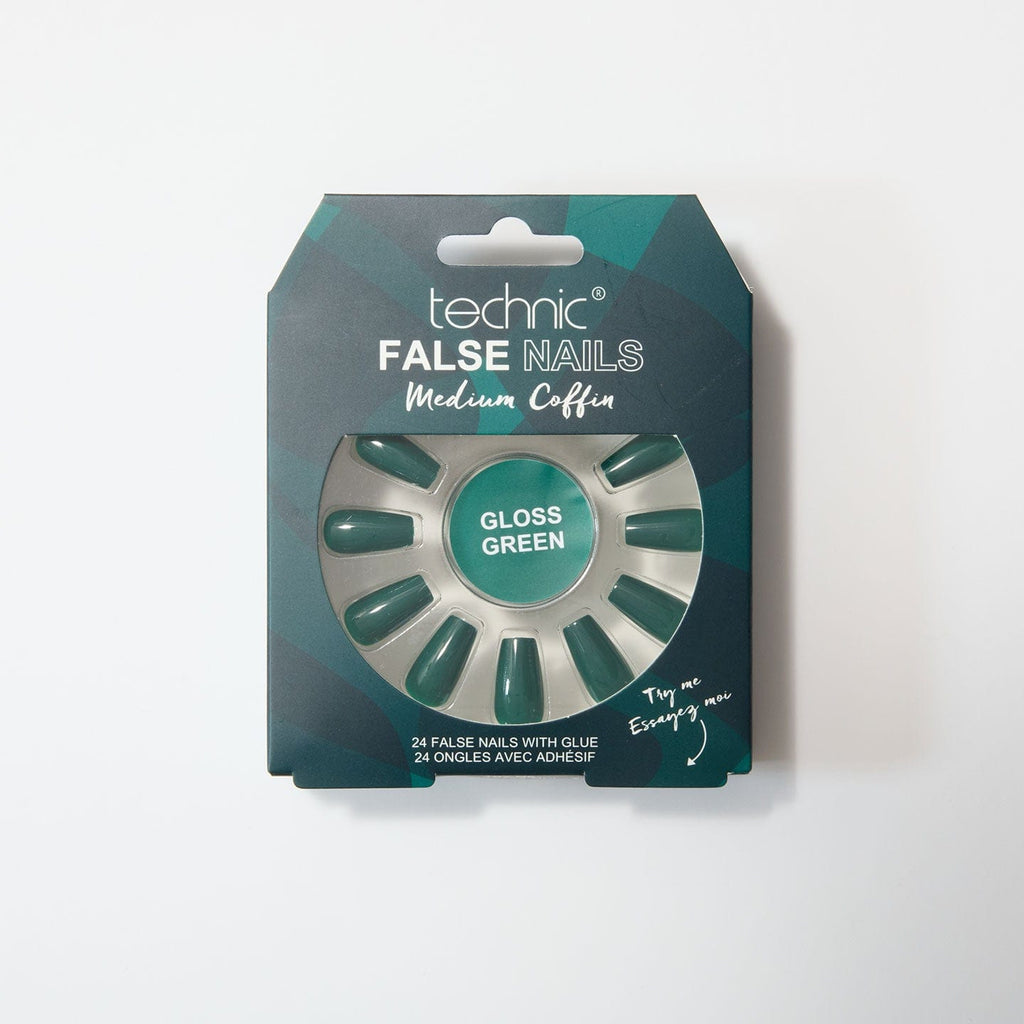 technic®
FALSE NAILS
Medium Coffin
GLOSS
GREEN
Try me
Essayez moi
24 FALSE NAILS WITH GLUE
24 ONGLES AVEC ADHÉSIF